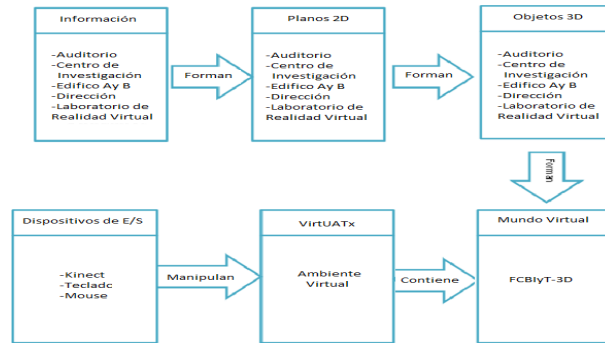 Información
-Auditorio
-Centro de
Investigación
-Edifico Ay B
-Dirección
-Laboratorio de
Realidad Virtual
Forman
Planos 2D
-Auditorio
-Centro de
Investigación
-Edifico Ay B
-Dirección
-Laboratorio de
Realidad Virtual
Forman
Objetos 3D
-Auditorio
-Centro de
Investigación
-Edifico Ay B
-Dirección
-Laboratorio de
Realidad Virtual
Forman
Dispositivos de E/S
-Kinect
-Tecladc
-Mouse
Manipulan
VirtUATx
Ambiente
Virtual
Contiene
Mundo Virtual
FCBIyT-3D